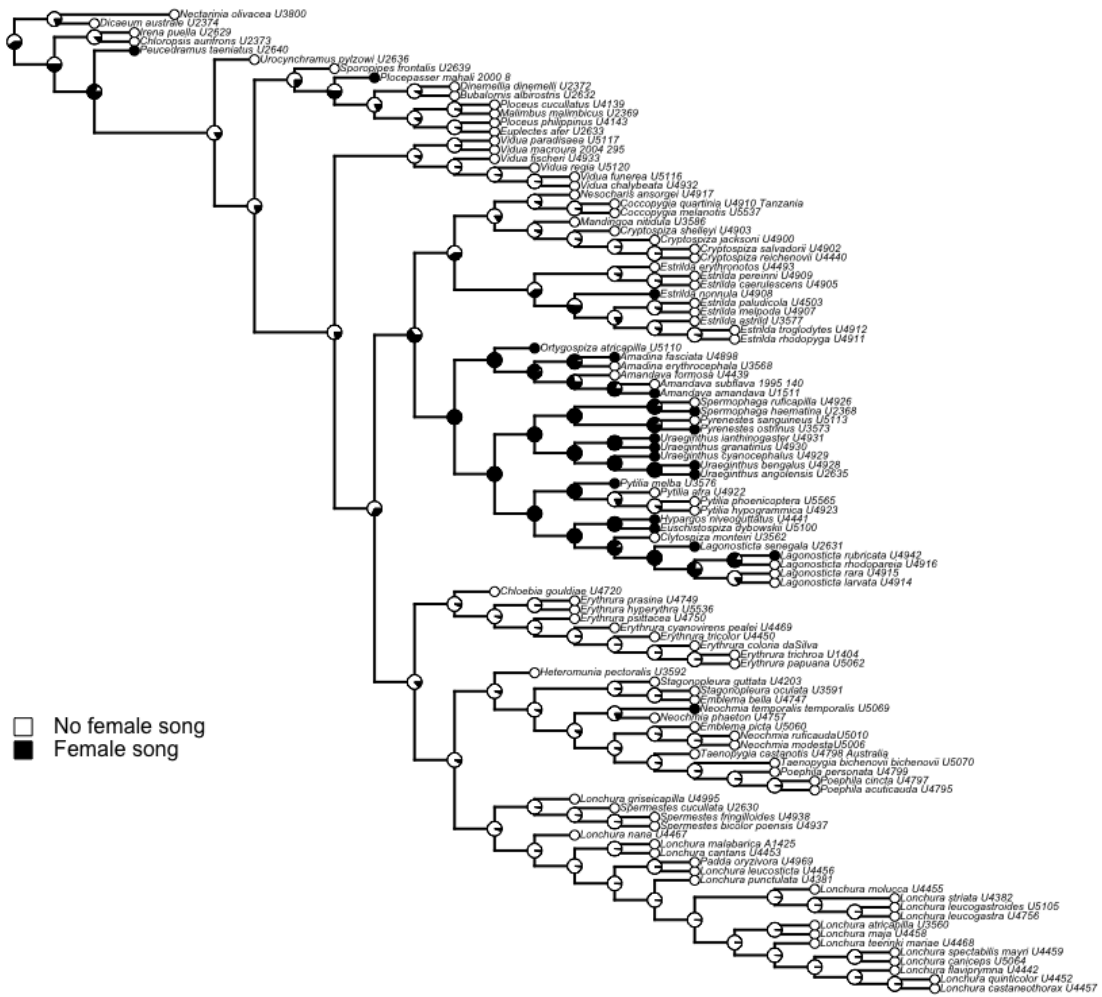 Nectarinia olivacea U3800
Dicaeum australe U2374
Irena puella U2629
Chloropsis aurifrons U2373
Peucedramus taeniatus U2640
Urocynchramus pylzowi U2636
Sporopipes frontalis U2639
Plocepasser mahali 2000 8
Dinemellia dinemelli U2372
Bubalornis albirostris U2632
Ploceus cucullatus U4139
Malimbus malimbicus U2369
Ploceus philippinus U4143
Euplectes afer U2633
Vidua paradisaea U5117
Vidua macroura 2004 295
Vidua fischeri U4933
Vidua regia U5120
Vidua funerea U5116
Vidua chalybeata U4932
Nesocharis ansorgei U4917
Coccopygia quartinia U4910 Tanzania
Coccopygia melanotis U5537
Mandingoa nitidula U3586
Cryptospiza shelleyi U4903
Cryptospiza jacksoni U4900
Cryptospiza salvadorii U4902
Cryptospiza reichenovii U4440
Estrilda erythronotos U4493
Estrilda pereinni U4909
Estrilda caerulescens U4905
Estrilda nonnula U4908
Estrilda paludicola U4503
Estrilda melpoda U4907
Estrilda astrild U3577
Estrilda troglodytes U4912
Estrilda rhodopyga U4911
Ortygospiza atricapilla U5110
Amadina fasciata U4898
Amadina erythrocephala U3568
Amandava formosa U4439
Amandava subflava 1995 140
Amandava amandava U1511
Spermophaga ruficapilla U4926
Spermophaga haematina U2368
Pyrenestes sanguineus U5113
Pyrenestes ostrinus U3573
Uraeginthus ianthinogaster U4931
Uraeginthus granatinus U4930
Uraeginthus cyanocephalus U4929
Uraeginthus bengalus U4928
Uraeginthus angolensis U2635
Pytilia melba U3576
Pytilia afra U4922
Pytilia phoenicoptera U5565
Pytilia hypogrammica U4923
Hypargos niveoguttatus U4441
Euschistospiza dybowskii U5100
Clytospiza monteiri U3562
Lagonosticta senegala U2631
Lagonosticta rubricata U4942
Lagonosticta rhodopareia U4916
Lagonosticta rara U4915
Lagonosticta larvata U4914
Chloebia gouldiae U4720
Erythrura prasina U4749
Erythrura hyperythra U5536
Erythrura psittacea U4750
Erythrura cyanovirens pealei U4469
Erythrura tricolor U4450
Erythrura coloria daSilva
Erythrura trichroa U1404
Erythrura papuana U5062
Heteromunia pectoralis U3592
Stagonopleura guttata U4203
Stagonopleura oculata U3591
Emblema bella U4747
Neochmia temporalis temporalis U5069
Neochmia phaeton U4757
Emblema picta U5060
Neochmia ruficaudaU5010
Neochmia modestaU5006
Taenopygia castanotis U4798 Australia
Taenopygia bichenovii bichenovii U5070
Poephila personata U4799
Poephila cincta U4797
Poephila acuticauda U4795
No female song
Female song
Lonchura griseicapilla U4995
Spermestes cucullata U2630
Spermestes fringilloides U4938
Spermestes bicolor poensis U4937
Lonchura nana U4467
Lonchura malabarica A1425
Lonchura cantans U4453
Padda oryzivora U4969
Lonchura leucosticta U4456
Lonchura punctulata U4381
Lonchura molucca U4455
Lonchura striata U4382
Lonchura leucogastroides U5105
Lonchura leucogastra U4756
Lonchura atricapilla U3560
Lonchura maja U4458
Lonchura teerinki mariae U4468
Lonchura spectabilis mayri U4459
Lonchura caniceps U5064
Lonchura flaviprymna U4442
Lonchura quinticolor U4452
Lonchura castaneothorax U4457